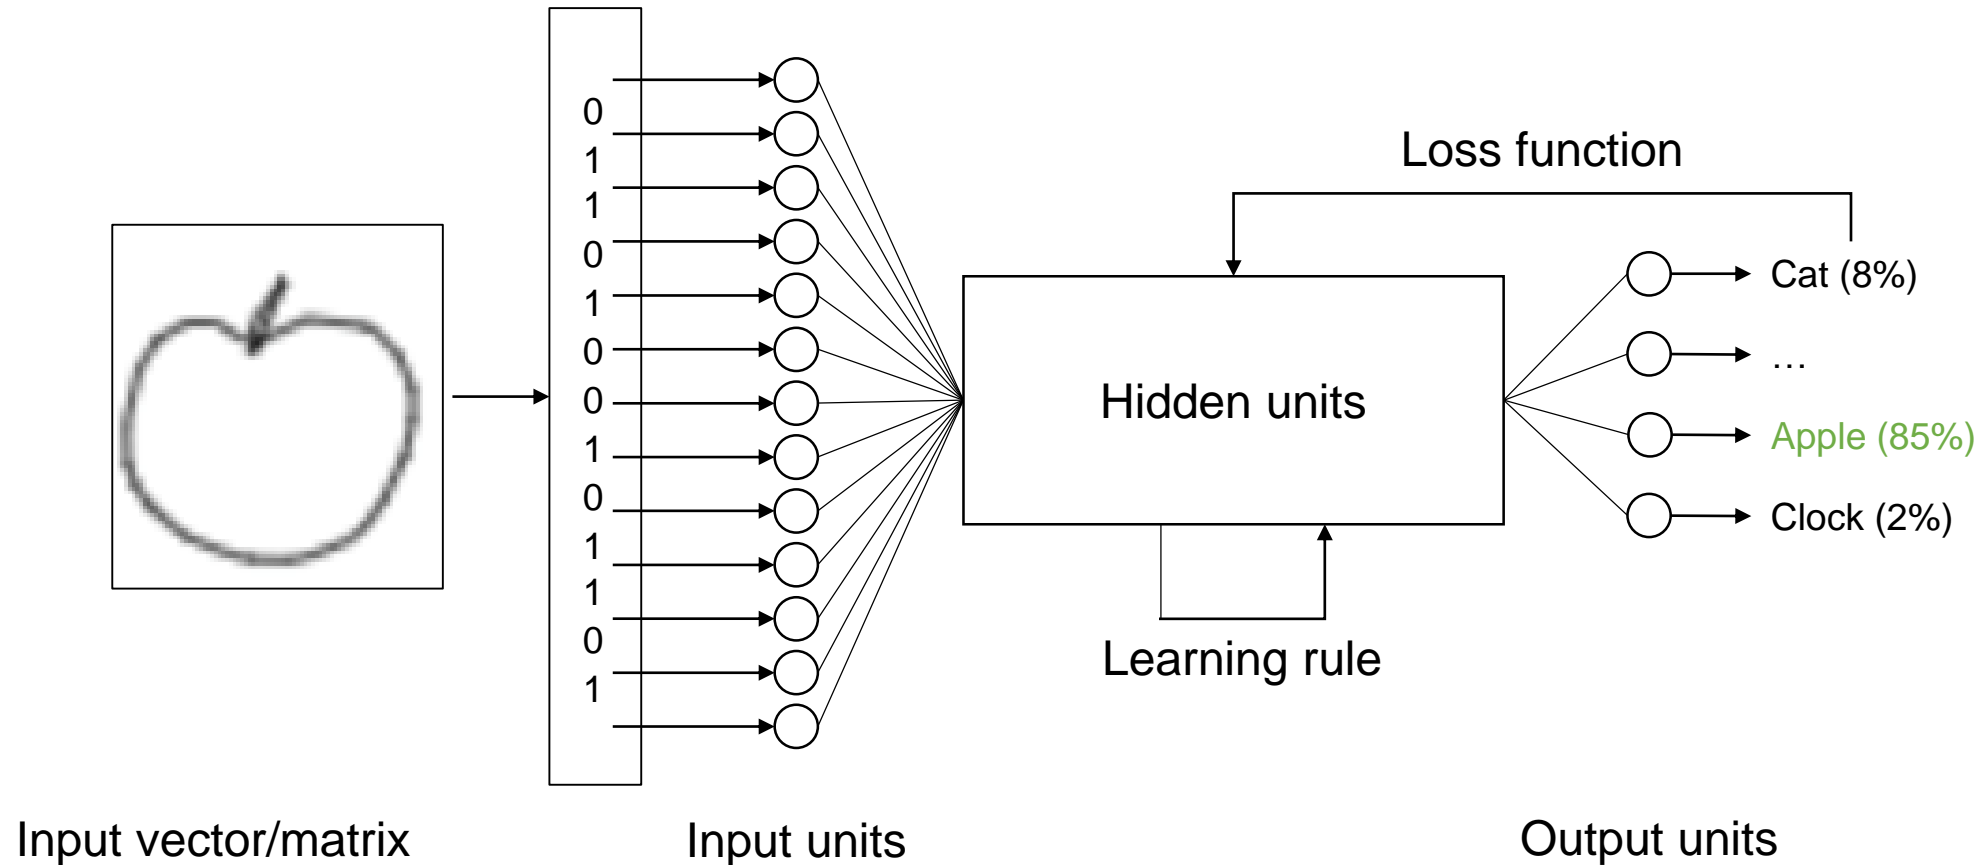 0
1
1
0
1
0
0
1
0
1
1
0
1
Loss function
Hidden units
Learning rule
Cat (8%)
…
Apple (85%)
Clock (2%)
Input vector/matrix
Input units
Output units